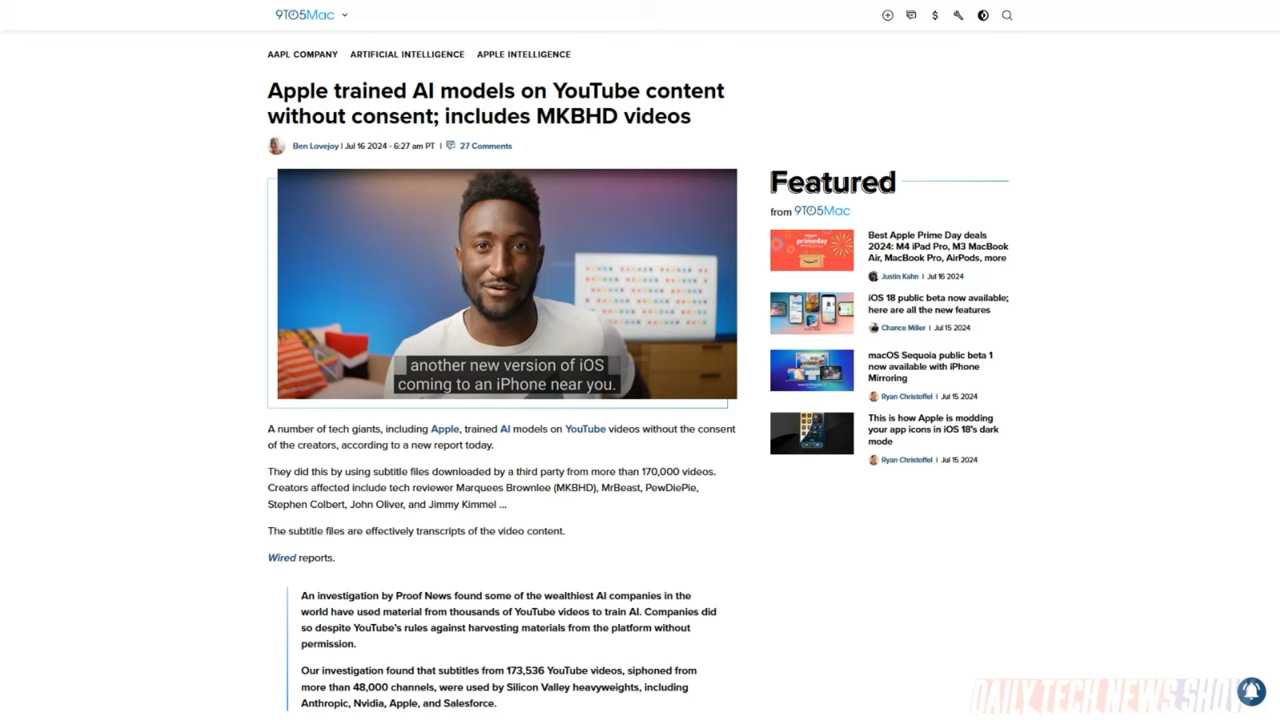 9TO5Mac
AAPL COMPANY ARTIFICIAL INTELLIGENCE APPLE INTELLIGENCE
Apple trained AI models on YouTube content
without consent; includes MKBHD videos
Ben Lovejoy | Jul 16 2024 - 6:27 am PT | 27 Comments
another new version of iOS
coming to an iPhone near you.
A number of tech giants, including Apple, trained AI models on YouTube videos without the consent
of the creators, according to a new report today.
They did this by using subtitle files downloaded by a third party from more than 170,000 videos.
Creators affected include tech reviewer Marquees Brownlee (MKBHD), MrBeast, PewDiePie,
Stephen Colbert, John Oliver, and Jimmy Kimmel ...
The subtitle files are effectively transcripts of the video content.
Wired reports.
An investigation by Proof News found some of the wealthiest AI companies in the
world have used material from thousands of YouTube videos to train AI. Companies did
so despite YouTube's rules against harvesting materials from the platform without
permission.
Our investigation found that subtitles from 173,536 YouTube videos, siphoned from
more than 48,000 channels, were used by Silicon Valley heavyweights, including
Anthropic, Nvidia, Apple, and Salesforce.
Featured
from 9TO5Mac
primeday
Best Apple Prime Day deals
2024: M4 iPad Pro, M3 MacBook
Air, MacBook Pro, AirPods, more
Justin Kahn | Jul 16 2024
iOS 18 public beta now available;
here are all the new features
Chance Miller | Jul 15 2024
macOS Sequoia public beta 1
now available with iPhone
Mirroring
Ryan Christoffel | Jul 15 2024
This is how Apple is modding
your app icons in iOS 18's dark
mode
Ryan Christoffel | Jul 15 2024
DAILY TECH NEWS SHOW